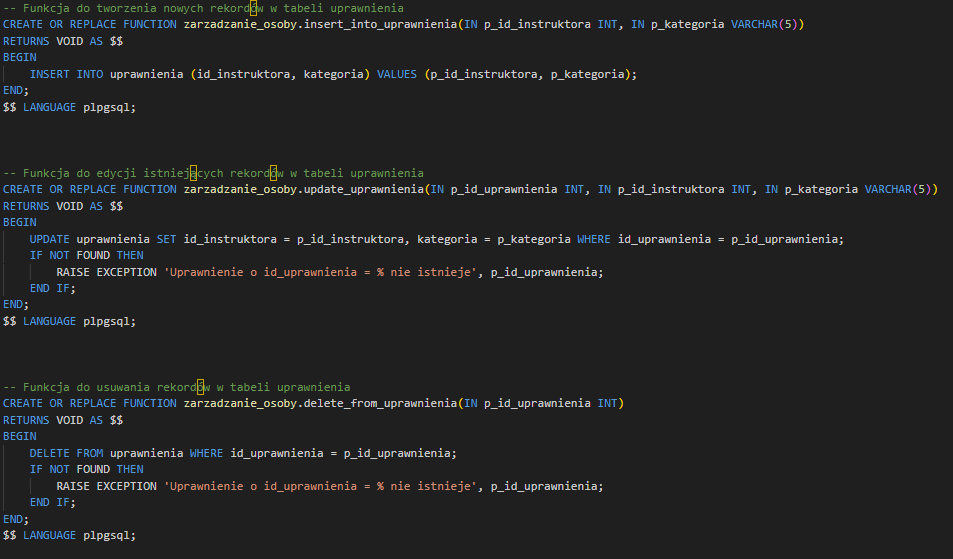 -- Funkcja do tworzenia nowych rekordów w tabeli uprawnienia
CREATE OR REPLACE FUNCTION zarzadzanie_osoby.insert_into_uprawnienia(IN p_id_instruktora INT, IN p_kategoria VARCHAR(5))
RETURNS VOID AS $$
BEGIN
    INSERT INTO uprawnienia (id_instruktora, kategoria) VALUES (p_id_instruktora, p_kategoria);
END;
$$ LANGUAGE plpgsql;
-- Funkcja do edycji istniejących rekordów w tabeli uprawnienia
CREATE OR REPLACE FUNCTION zarzadzanie_osoby.update_uprawnienia(IN p_id_uprawnienia INT, IN p_id_instruktora INT, IN p_kategoria VARCHAR(5))
RETURNS VOID AS $$
BEGIN
    UPDATE uprawnienia SET id_instruktora = p_id_instruktora, kategoria = p_kategoria WHERE id_uprawnienia = p_id_uprawnienia;
    IF NOT FOUND THEN
        RAISE EXCEPTION 'Uprawnienie o id_uprawnienia = % nie istnieje', p_id_uprawnienia;
    END IF;
END;
$$ LANGUAGE plpgsql;
-- Funkcja do usuwania rekordów w tabeli uprawnienia
CREATE OR REPLACE FUNCTION zarzadzanie_osoby.delete_from_uprawnienia(IN p_id_uprawnienia INT)
RETURNS VOID AS $$
BEGIN
    DELETE FROM uprawnienia WHERE id_uprawnienia = p_id_uprawnienia;
    IF NOT FOUND THEN
        RAISE EXCEPTION 'Uprawnienie o id_uprawnienia = % nie istnieje', p_id_uprawnienia;
    END IF;
END;
$$ LANGUAGE plpgsql;